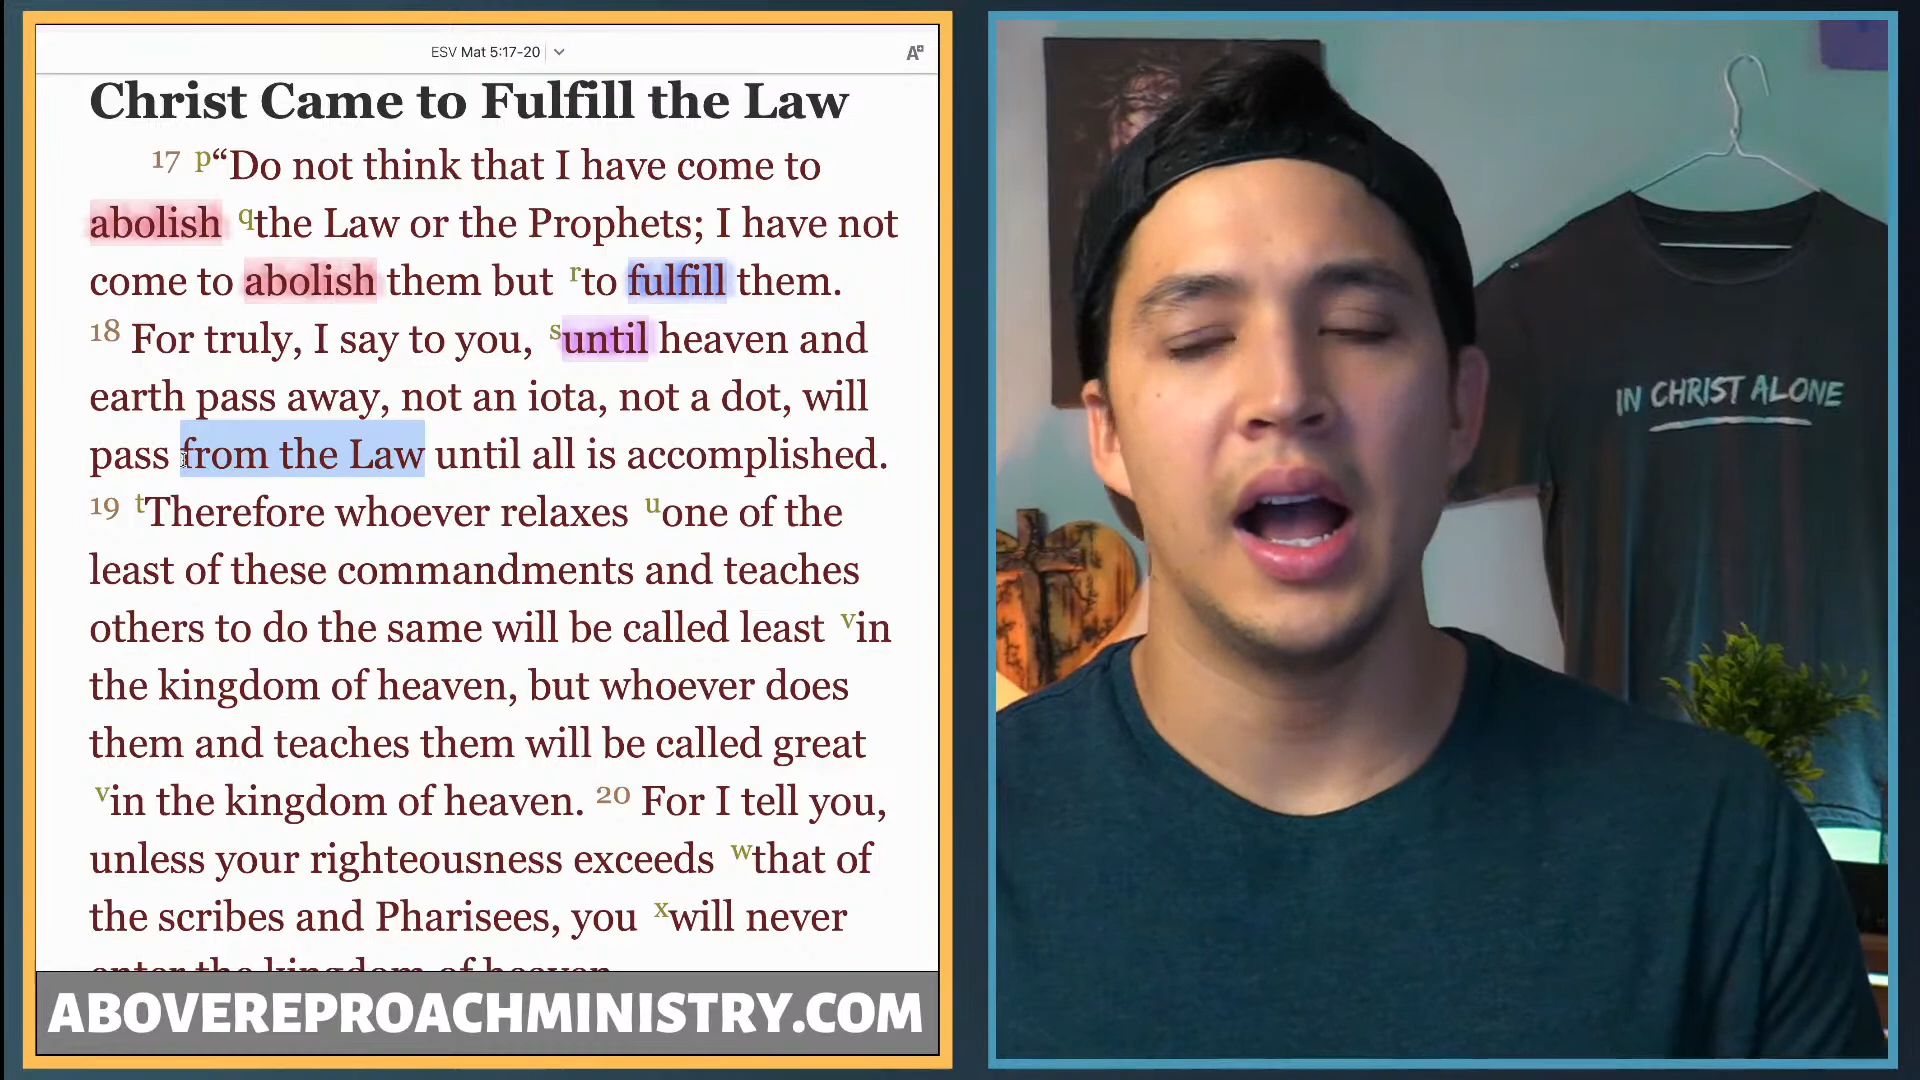 ESV Mat 5:17-20
Christ Came to Fulfill the Law
17 p“Do not think that I have come to
abolish qthe Law or the Prophets; I have not
come to abolish them but rto fulfill them.
18 For truly, I say to you, suntil heaven and
earth pass away, not an iota, not a dot, will
pass from the Law until all is accomplished.
19 tTherefore whoever relaxes uone of the
least of these commandments and teaches
others to do the same will be called least vin
the kingdom of heaven, but whoever does
them and teaches them will be called great
vin the kingdom of heaven. 20 For I tell you,
unless your righteousness exceeds wthat of
the scribes and Pharisees, you xwill never
enter the kingdom of heaven
ABOVEREPROACHMINISTRY.COM
IN CHRIST ALONE